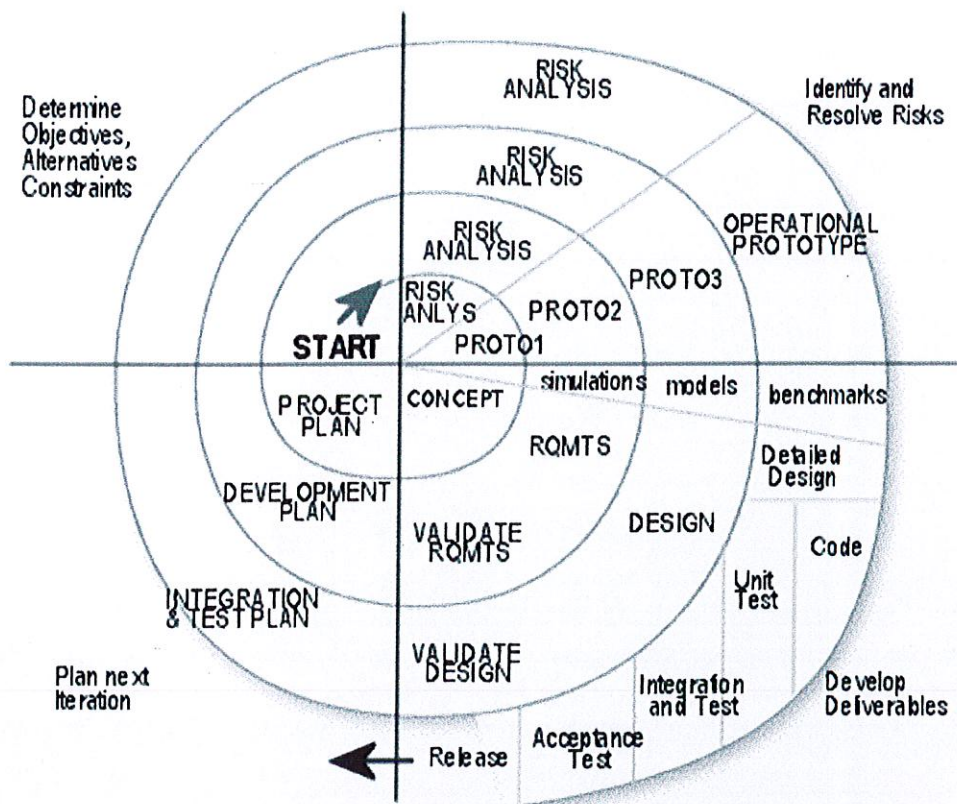 RISK
ANALYSIS
Identify and
Resolve Risks
Determine
Objectives,
Alternatives
Constraints
RISK
ANALYSIS
OPERATIONAL
PROTOTYPE
RISK
ANALYSIS
PROTO3
RISK
ANLYS
PROTO2
START
PROTO1
simulations
models
benchmarks
PROJECT
PLAN
CONCEPT
RQMTS
Detailed
Design
DEVELOPMENT
PLAN
VALIDATE
RQMTS
DESIGN
Code
Unit
Test
INTEGRATION
& TEST PLAN
VALIDATE
DESIGN
Integration
and Test
Plan next
Iteration
Develop
Deliverables
Release
Acceptance
Test